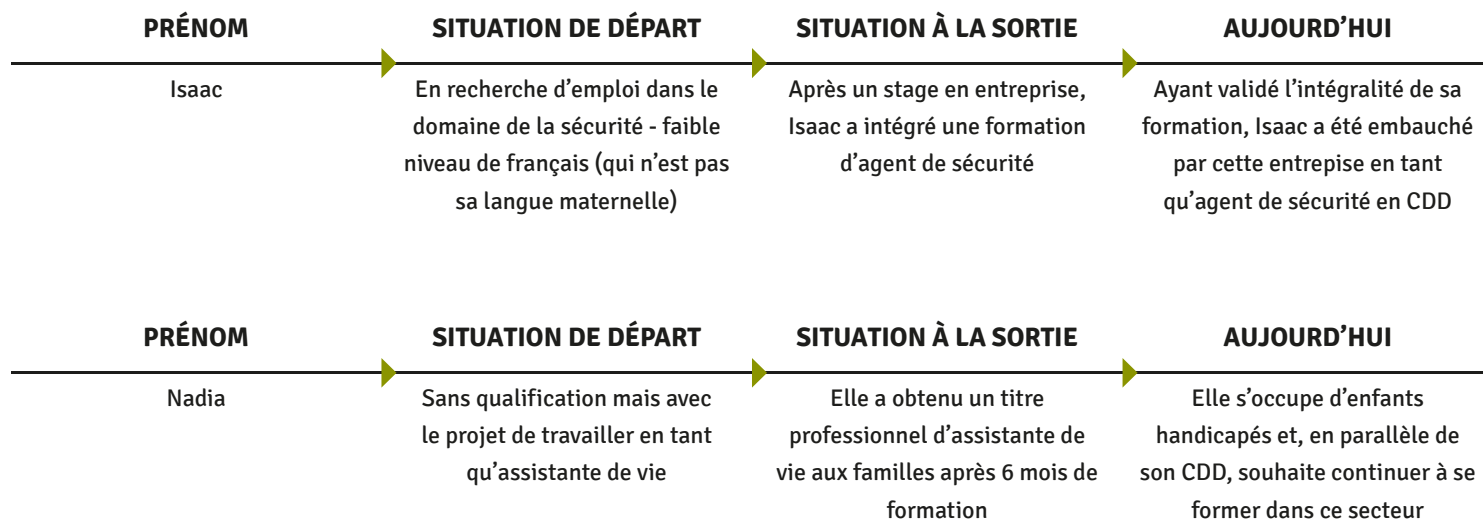 PRÉNOM
SITUATION DE DÉPART
SITUATION À LA SORTIE
AUJOURD'HUI
Isaac
En recherche d'emploi dans le
domaine de la sécurité - faible
niveau de français (qui n'est pas
sa langue maternelle)
Après un stage en entreprise,
Isaac a intégré une formation
d'agent de sécurité
Ayant validé l'intégralité de sa
formation, Isaac a été embauché
par cette entrepise en tant
qu'agent de sécurité en CDD
PRÉNOM
SITUATION DE DÉPART
SITUATION À LA SORTIE
AUJOURD'HUI
Nadia
Sans qualification mais avec
le projet de travailler en tant
qu'assistante de vie
Elle a obtenu un titre
professionnel d'assistante de
vie aux familles après 6 mois de
formation
Elle s'occupe d'enfants
handicapés et, en parallèle de
son CDD, souhaite continuer à se
former dans ce secteur